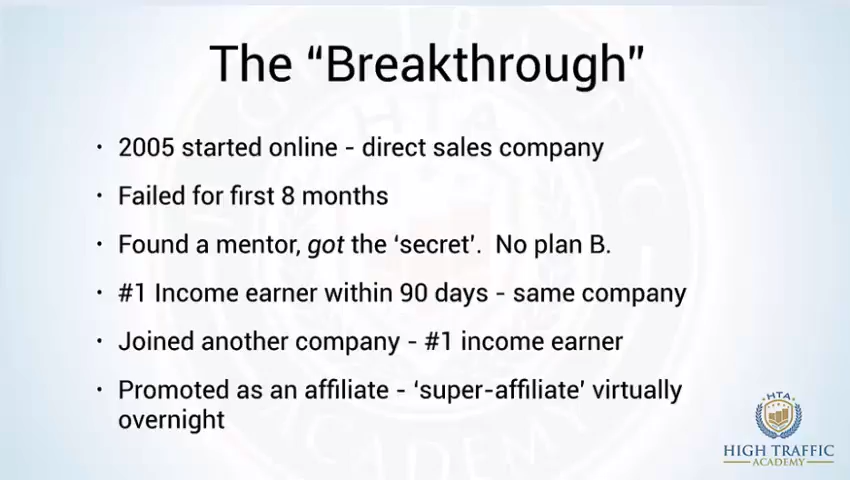 The “Breakthrough”
• 2005 started online - direct sales company
• Failed for first 8 months
• Found a mentor, got the ‘secret’.  No plan B.
• #1 Income earner within 90 days - same company
• Joined another company - #1 income earner
• Promoted as an affiliate - ‘super-affiliate’ virtually
overnight
HTA
HIGH TRAFFIC
ACADEMY